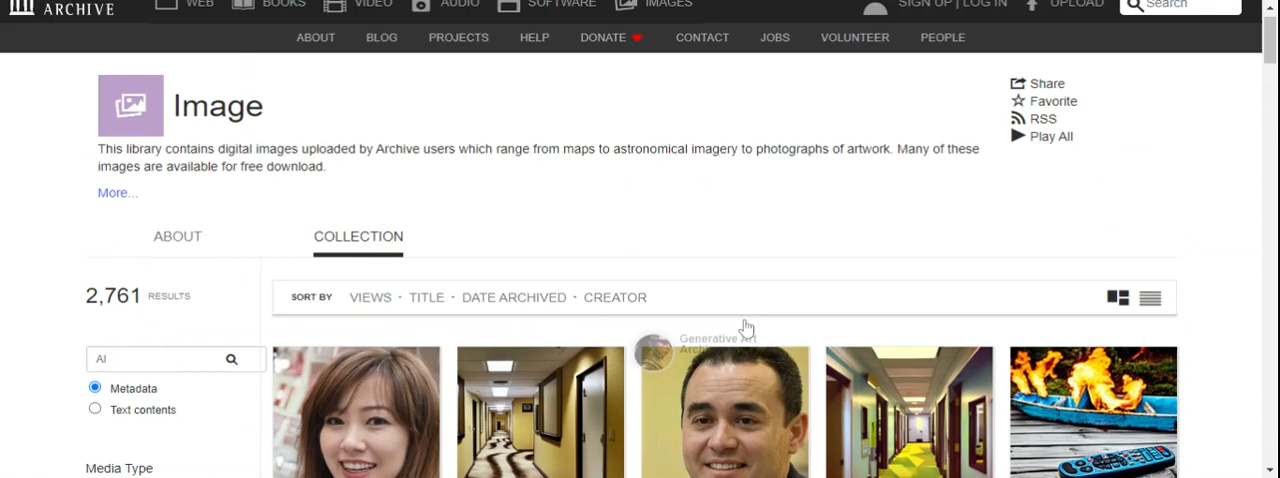 ARCHIVE
WEB BOOKS VIDEO AUDIO SOFTWARE IMAGES SIGN UP | LOG IN UPLOAD Search
ABOUT BLOG PROJECTS HELP DONATE CONTACT JOBS VOLUNTEER PEOPLE
Image
Share
Favorite
RSS
Play All
This library contains digital images uploaded by Archive users which range from maps to astronomical imagery to photographs of artwork. Many of these
images are available for free download.
More...
ABOUT COLLECTION
2,761 RESULTS
SORT BY VIEWS · TITLE · DATE ARCHIVED · CREATOR
Generative Art
AI
Metadata
Text contents
Media Type